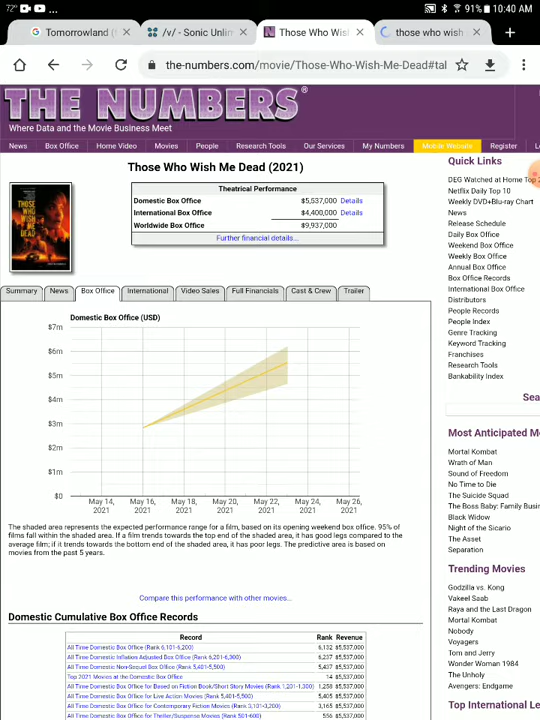 72° 91% 10:40 AM
Tomorrowland ( /v/ - Sonic Unlim Those Who Wis those who wish
the-numbers.com/movie/Those-Who-Wish-Me-Dead#tal
THE NUMBERS®
Where Data and the Movie Business Meet
News Box Office Home Video Movies People Research Tools Our Services My Numbers Mobile Website Register L
Those Who Wish Me Dead (2021)
THOSE WHO WISH ME DEAD
Theatrical Performance
Domestic Box Office $5,537,000 Details
International Box Office $4,400,000 Details
Worldwide Box Office $9,937,000
Further financial details...
Quick Links
DEG Watched at Home Top 2
Netflix Daily Top 10
Weekly DVD+Blu-ray Chart
News
Release Schedule
Daily Box Office
Weekend Box Office
Weekly Box Office
Annual Box Office
Box Office Records
International Box Office
Distributors
People Records
People Index
Genre Tracking
Keyword Tracking
Franchises
Research Tools
Bankability Index
Summary News Box Office International Video Sales Full Financials Cast & Crew Trailer
Domestic Box Office (USD)
$7m
$6m
$5m
$4m
$3m
$2m
$1m
$0
May 14, 2021 May 16, 2021 May 18, 2021 May 20, 2021 May 22, 2021 May 24, 2021 May 26, 2021
The shaded area represents the expected performance range for a film, based on its opening weekend box office. 95% of
films fall within the shaded area. If a film trends towards the top end of the shaded area, it has good legs compared to the
average film; if it trends towards the bottom end of the shaded area, it has poor legs. The predictive area is based on
movies from the past 5 years.
Compare this performance with other movies...
Domestic Cumulative Box Office Records
Record Rank Revenue
All Time Domestic Box Office (Rank 6,101-6,200) 6,132 $5,537,000
All Time Domestic Inflation Adjusted Box Office (Rank 6,201-6,300) 6,237 $5,537,000
All Time Domestic Non-Sequel Box Office (Rank 5,401-5,500) 5,437 $5,537,000
Top 2021 Movies at the Domestic Box Office 14 $5,537,000
All Time Domestic Box Office for Based on Fiction Book/Short Story Movies (Rank 1,201-1,300) 1,258 $5,537,000
All Time Domestic Box Office for Live Action Movies (Rank 5,401-5,500) 5,405 $5,537,000
All Time Domestic Box Office for Contemporary Fiction Movies (Rank 3,101-3,200) 3,165 $5,537,000
All Time Domestic Box Office for Thriller/Suspense Movies (Rank 501-600) 556 $5,537,000
Sea
Most Anticipated M
Mortal Kombat
Wrath of Man
Sound of Freedom
No Time to Die
The Suicide Squad
The Boss Baby: Family Busi
Black Widow
Night of the Sicario
The Asset
Separation
Trending Movies
Godzilla vs. Kong
Vakeel Saab
Raya and the Last Dragon
Mortal Kombat
Nobody
Voyagers
Tom and Jerry
Wonder Woman 1984
The Unholy
Avengers: Endgame
Top International Le